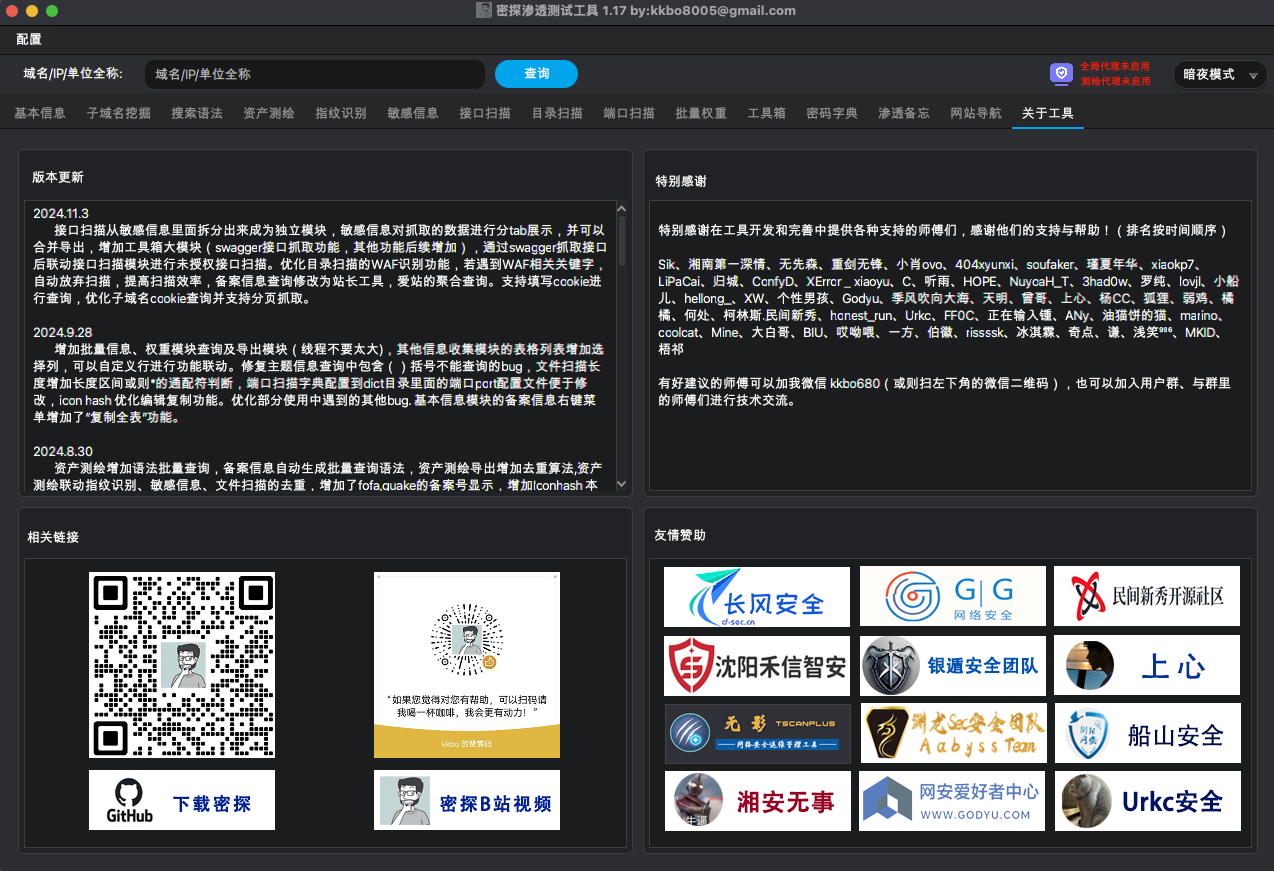 密探渗透测试工具 1.17 by:kkbo8005@gmail.com
配置
域名/IP/单位全称:
域名/IP/单位全称
查询
全局代理未启用
测绘代理未启用
暗夜模式
基本信息 子域名挖掘 搜索语法 资产测绘 指纹识别 敏感信息 接口扫描 目录扫描 端口扫描 批量权重 工具箱 密码字典 渗透备忘 网站导航 关于工具
版本更新
2024.11.3
接口扫描从敏感信息里面拆分出来成为独立模块，敏感信息对抓取的数据进行分tab展示，并可以
合并导出，增加工具箱大模块（swagger接口抓取功能，其他功能后续增加），通过swagger抓取接口
后联动接口扫描模块进行未授权接口扫描。优化目录扫描的WAF识别功能，若遇到WAF相关关键字，
自动放弃扫描，提高扫描效率，备案信息查询修改为站长工具，爱站的聚合查询。支持填写cookie进
行查询，优化子域名cookie查询并支持分页抓取。
2024.9.28
增加批量信息、权重模块查询及导出模块（线程不要太大)，其他信息收集模块的表格列表增加选
择列，可以自定义行进行功能联动。修复主题信息查询中包含（）括号不能查询的bug，文件扫描长
度增加长度区间或则*的通配符判断，端口扫描字典配置到dict目录里面的端口port配置文件便于修
改，icon hash 优化编辑复制功能。优化部分使用中遇到的其他bug. 基本信息模块的备案信息右键菜
单增加了“复制全表”功能。
2024.8.30
资产测绘增加语法批量查询，备案信息自动生成批量查询语法，资产测绘导出增加去重算法,资产
测绘联动指纹识别、敏感信息、文件扫描的去重，增加了fofa,quake的备案号显示，增加Iconhash 本
特别感谢
特别感谢在工具开发和完善中提供各种支持的师傅们，感谢他们的支持与帮助！（排名按时间顺序）
Sik、湘南第一深情、无先森、重剑无锋、小肖ovo、404xyunxi、soufaker、瑾夏年华、xiaokp7、
LiPaCai、归城、ConfyD、XError _ xiaoyu、C、听雨、HOPE、NuycaH_T、3had0w、罗纯、lovjl、小船
儿、hellong_、XW、个性男孩、Godyu、季风吹向大海、天明、曾哥、上心、杨CC、狐狸、弱鸡、橘
橘、何处、柯林斯.民间新秀、honest_run、Urkc、FF0C、正在输入锺、ANy、油猫饼的猫、marino、
coolcat、Mine、大白哥、BIU、哎呦喂、一方、伯徽、rissssk、冰淇霖、奇点、谦、浅笑⁹⁹⁶、MKID、
梧祁
有好建议的师傅可以加我微信 kkbo680（或则扫左下角的微信二维码），也可以加入用户群、与群里
的师傅们进行技术交流。
相关链接
“如果您觉得对您有帮助，可以扫码请
我喝一杯咖啡，我会更有动力！”
kkbo 的赞赏码
GitHub 下载密探
密探B站视频
友情赞助
长风安全
cf-sec.cn
G|G
网络安全
民间新秀开源社区
沈阳禾信智安
银遁安全团队
上心
无影 TSCANPLUS
网络安全运维管理工具
渊龙Sec安全团队
Aabyss Team
船山安全
牛逼
湘安无事
网安爱好者中心
WWW.GODYU.COM
Urkc安全